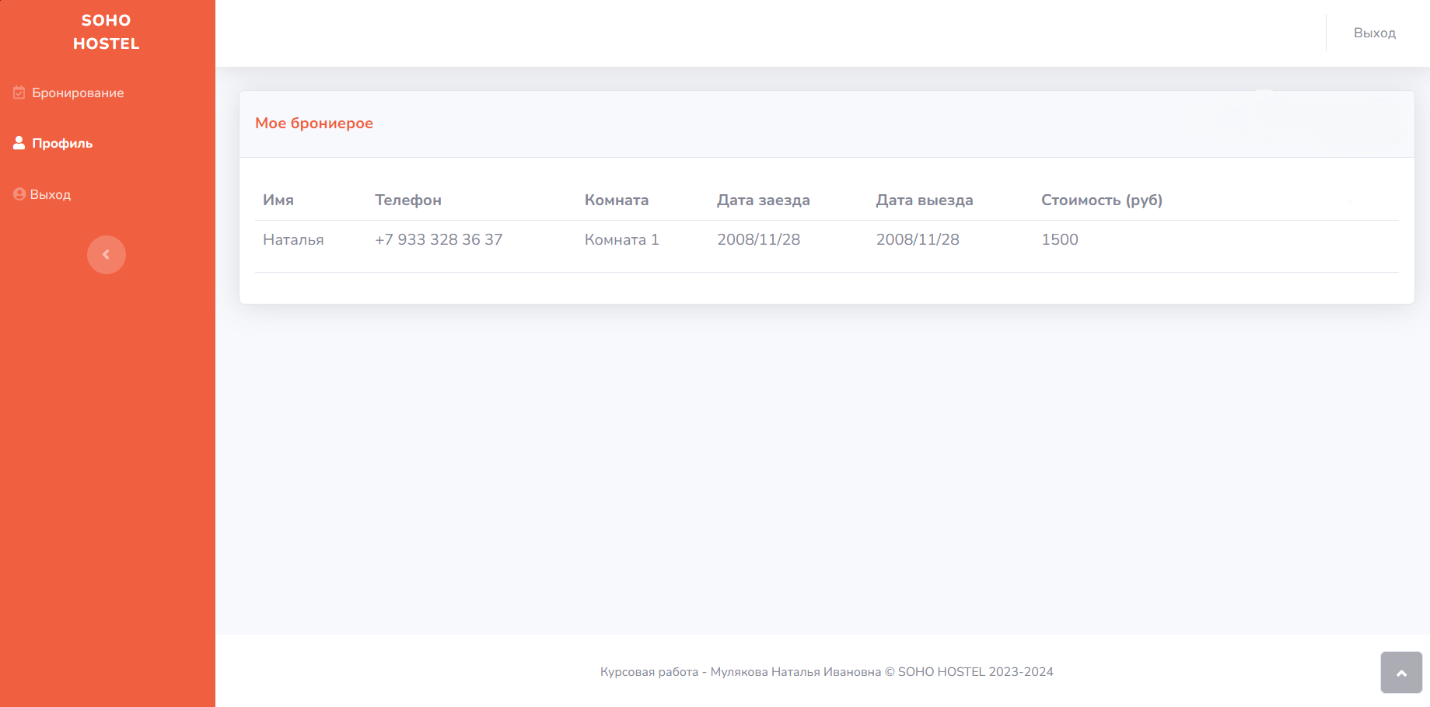 SOHO
HOSTEL
Выход
Бронирование
Профиль
Выход
Мое брониерое
Имя Телефон Комната Дата заезда Дата выезда Стоимость (руб)
Наталья +7 933 328 36 37 Комната 1 2008/11/28 2008/11/28 1500
Курсовая работа - Мулякова Наталья Ивановна © SOHO HOSTEL 2023-2024